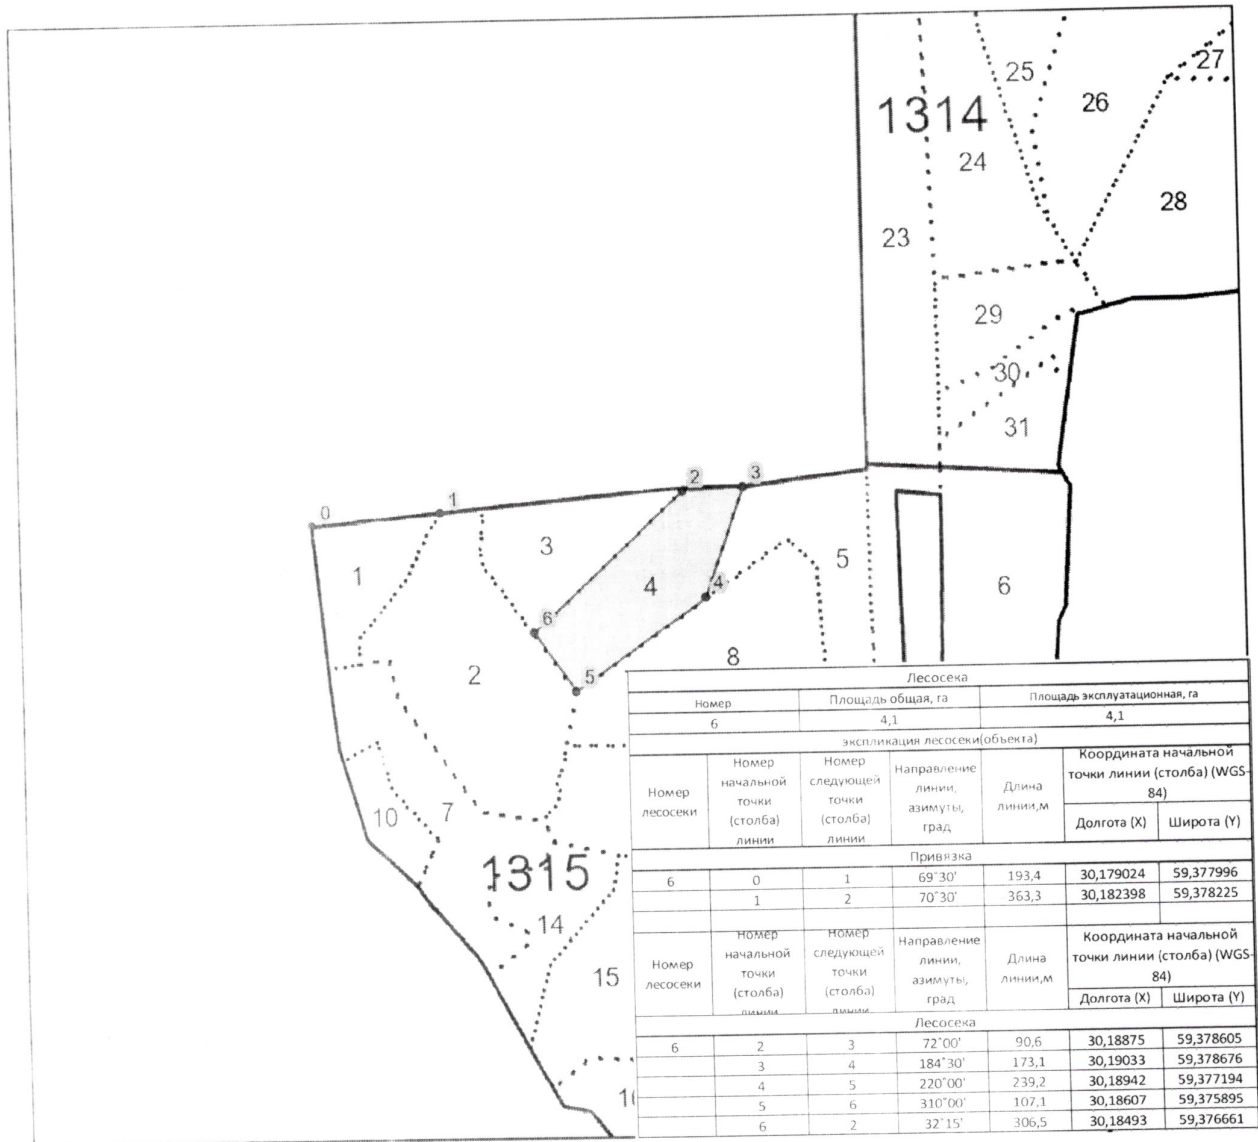 27
25
26
1314
24
28
23
29
30
31
2
3
1
0
3
5
1
4
4
6
6
2
8
5
10
7
1315
14
15
Лесосека
Номер Площадь общая, га Площадь эксплуатационная, га
6 4,1 4,1
экспликация лесосеки(объекта)
Номер лесосеки
Номер начальной точки (столба) линии
Номер следующей точки (столба) линии
Направление линии, азимуты, град
Длина линии,м
Координата начальной точки линии (столба) (WGS-84)
Долгота (X) Широта (Y)
Привязка
6 0 1 69°30' 193,4 30,179024 59,377996
1 2 70°30' 363,3 30,182398 59,378225
Номер лесосеки
Номер начальной точки (столба) линии
Номер следующей точки (столба) линии
Направление линии, азимуты, град
Длина линии,м
Координата начальной точки линии (столба) (WGS-84)
Долгота (X) Широта (Y)
Лесосека
6 2 3 72°00' 90,6 30,18875 59,378605
3 4 184°30' 173,1 30,19033 59,378676
4 5 220°00' 239,2 30,18942 59,377194
5 6 310°00' 107,1 30,18607 59,375895
6 2 32°15' 306,5 30,18493 59,376661